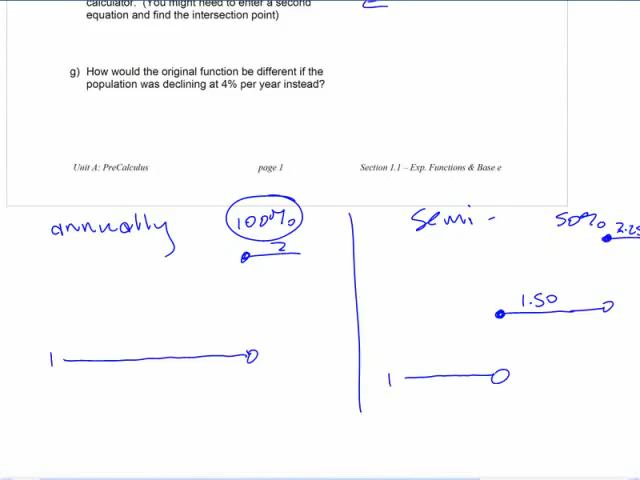 calculator. (You might need to enter a second
equation and find the intersection point)
g) How would the original function be different if the
population was declining at 4% per year instead?
Unit A: PreCalculus page 1 Section 1.1 – Exp. Functions & Base e
annually 100% semi - 50%
2 2.25
1.50
1 1